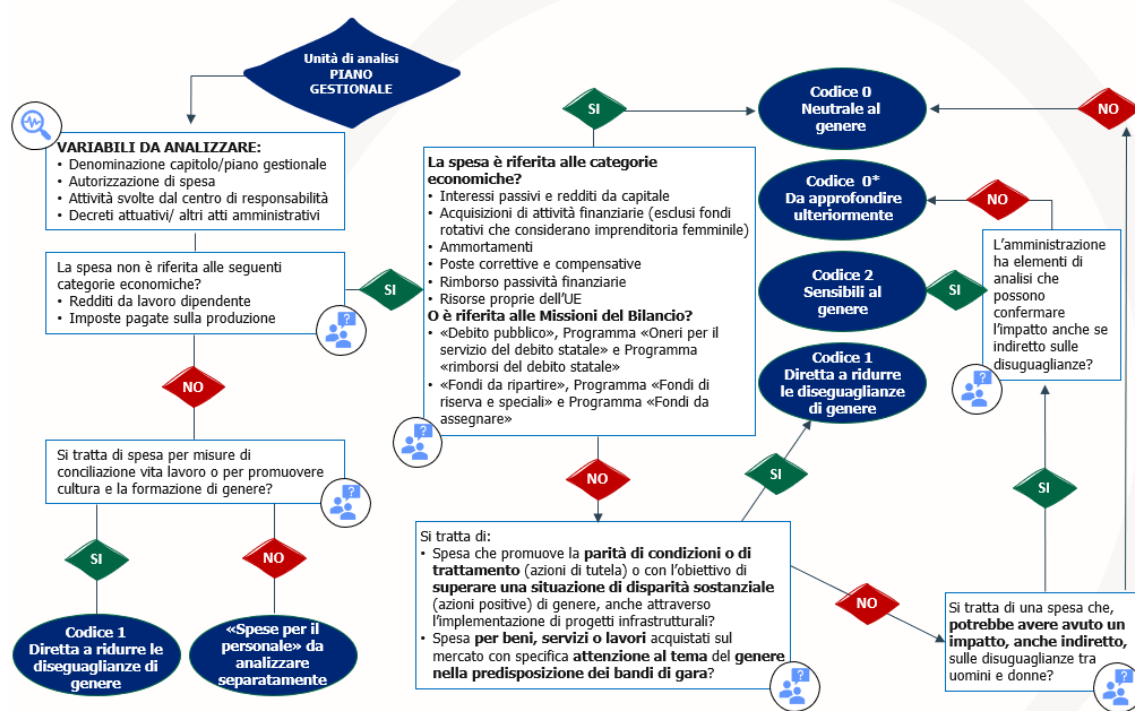 Unità di analisi
PIANO
GESTIONALE
VARIABILI DA ANALIZZARE:
• Denominazione capitolo/piano gestionale
• Autorizzazione di spesa
• Attività svolte dal centro di responsabilità
• Decreti attuativi/ altri atti amministrativi
La spesa non è riferita alle seguenti
categorie economiche?
• Redditi da lavoro dipendente
• Imposte pagate sulla produzione
?
SI
NO
Si tratta di spesa per misure di
conciliazione vita lavoro o per promuovere
cultura e la formazione di genere?
?
SI
NO
Codice 1
Diretta a ridurre le
diseguaglianze di
genere
«Spese per il
personale» da
analizzare
separatamente
SI
La spesa è riferita alle categorie
economiche?
• Interessi passivi e redditi da capitale
• Acquisizioni di attività finanziarie (esclusi fondi
rotativi che considerano imprenditoria femminile)
• Ammortamenti
• Poste correttive e compensative
• Rimborso passività finanziarie
• Risorse proprie dell'UE
O è riferita alle Missioni del Bilancio?
• «Debito pubblico», Programma «Oneri per il
servizio del debito statale» e Programma
«rimborsi del debito statale»
• «Fondi da ripartire», Programma «Fondi di
riserva e speciali» e Programma «Fondi da
assegnare»
?
NO
SI
Si tratta di:
• Spesa che promuove la parità di condizioni o di
trattamento (azioni di tutela) o con l'obiettivo di
superare una situazione di disparità sostanziale
(azioni positive) di genere, anche attraverso
l'implementazione di progetti infrastrutturali?
• Spesa per beni, servizi o lavori acquistati sul
mercato con specifica attenzione al tema del genere
nella predisposizione dei bandi di gara?
?
Codice 0
Neutrale al
genere
NO
Codice 0*
Da approfondire
ulteriormente
NO
Codice 2
Sensibili al
genere
SI
Codice 1
Diretta a ridurre
le diseguaglianze
di genere
L'amministrazione
ha elementi di
analisi che
possono
confermare
l'impatto anche se
indiretto sulle
disuguaglianze?
?
SI
NO
Si tratta di una spesa che,
potrebbe avere avuto un
impatto, anche indiretto,
sulle disuguaglianze tra
uomini e donne?
?